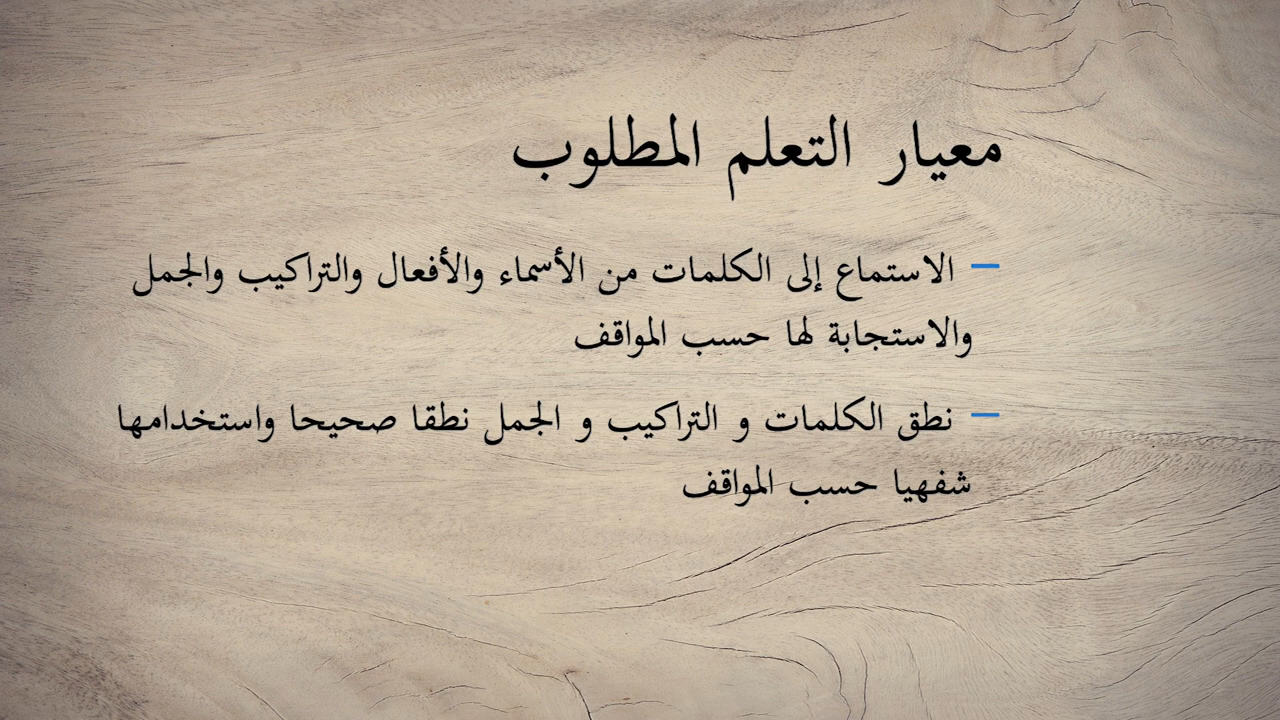 معيار التعلم المطلوب
– الاستماع إلى الكلمات من الأسماء والأفعال والتراكيب والجمل
والاستجابة لها حسب المواقف
– نطق الكلمات و التراكيب و الجمل نطقا صحيحا واستخدامها
شفهيا حسب المواقف